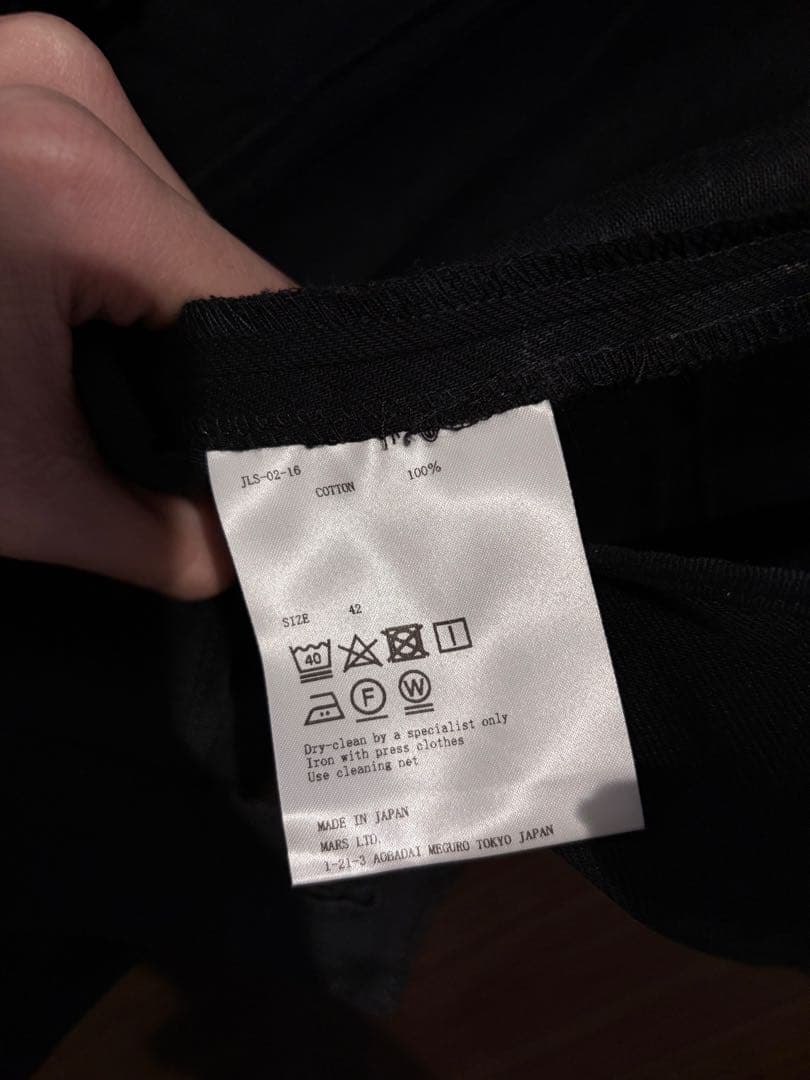 JLS-02-16
COTTON 100%
SIZE 42
40
F W
Dry-clean by a specialist only
Iron with press clothes
Use cleaning net
MADE IN JAPAN
MARS LTD.
1-21-3 AOBADAI MEGURO TOKYO JAPAN